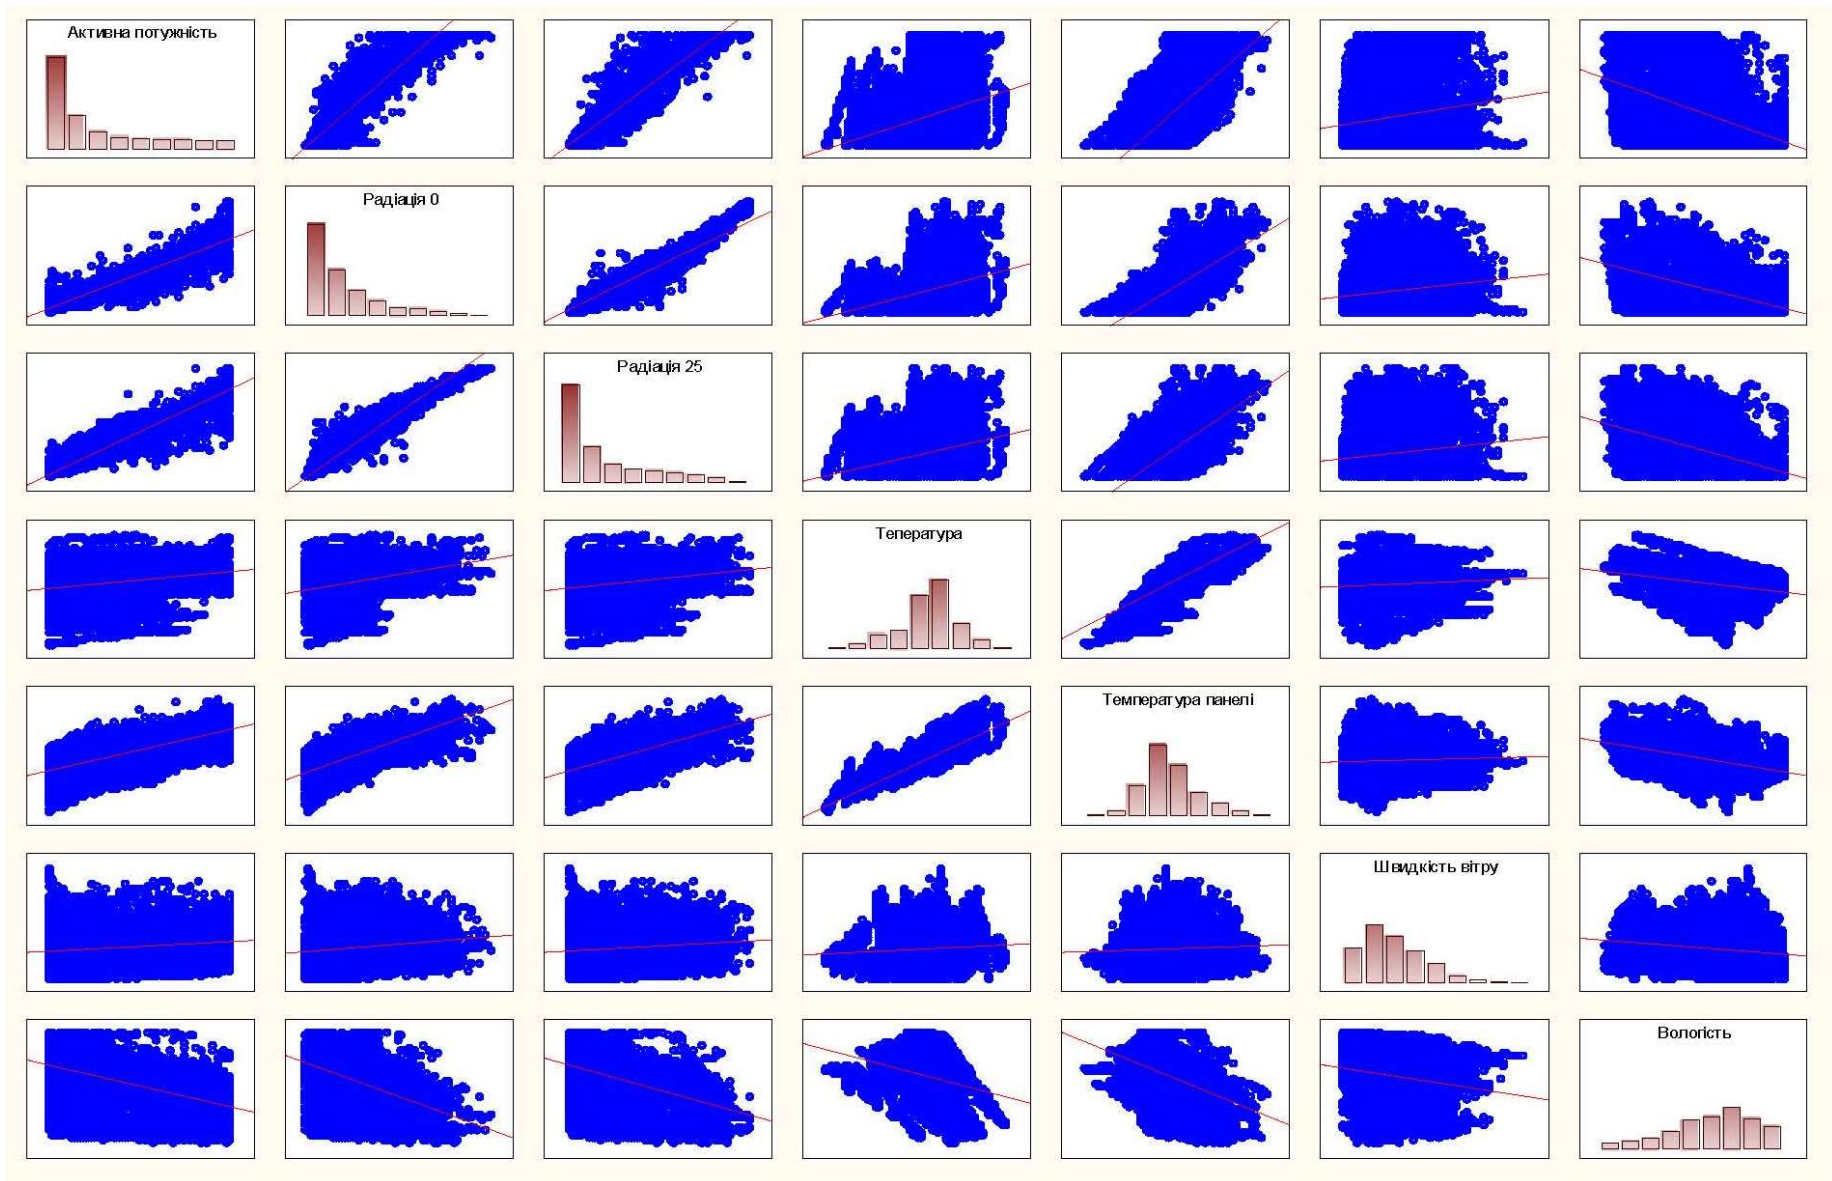 Активна потужність
Радіація 0
Радіація 25
Тепература
Температура панелі
Швидкість вітру
Вологість